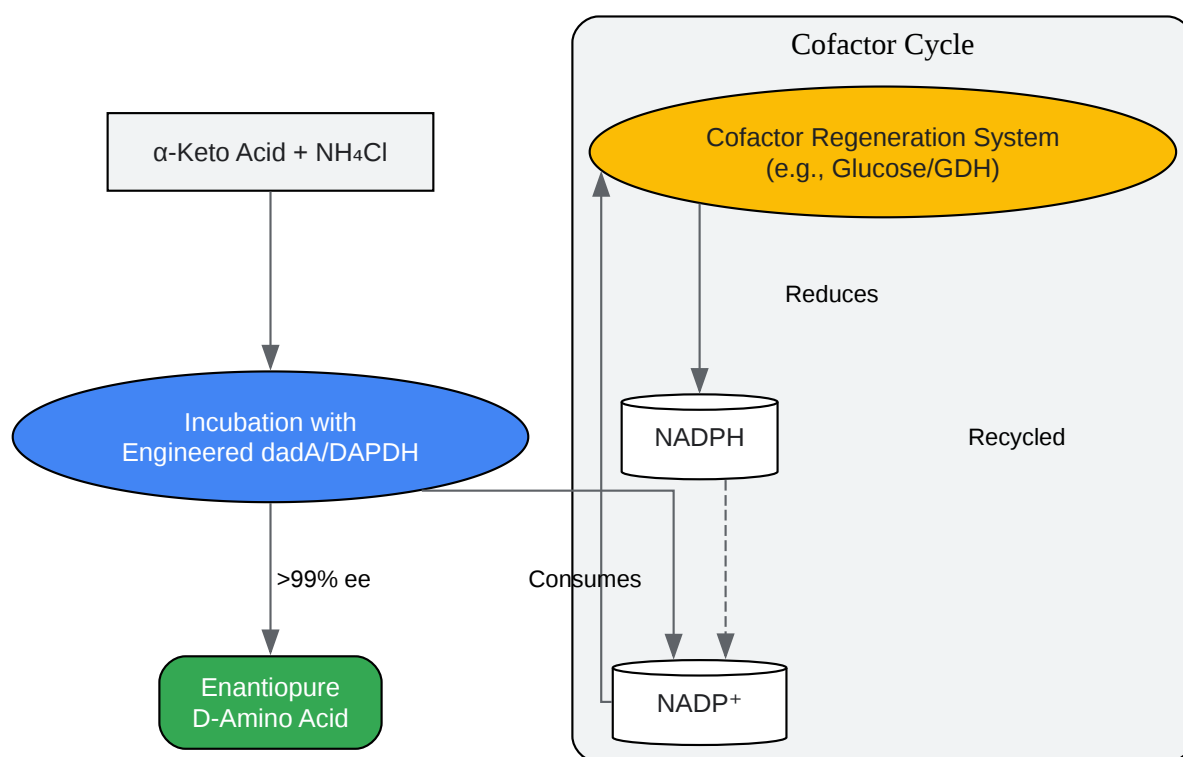 Cofactor Cycle
α-Keto Acid + NH₄Cl
Cofactor Regeneration System
(e.g., Glucose/GDH)
Reduces
Incubation with
Engineered dadA/DAPDH
NADPH
Recycled
>99% ee
Consumes
Enantiopure
D-Amino Acid
NADP⁺